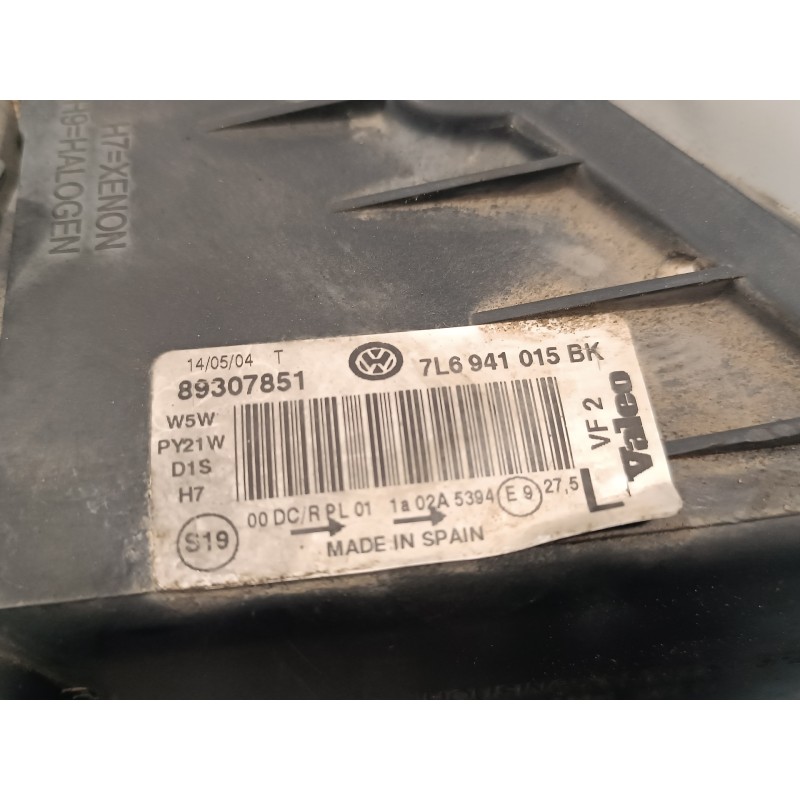 H7=XENON
H9=HALOGEN
14/05/04 T
7L6 941 015 BK
89307851
W5W
PY21W
D1S
H7
VF 2
Valeo
L
S19
00 DC/R PL 01 1a 02A 5394 E 9 27,5
MADE IN SPAIN